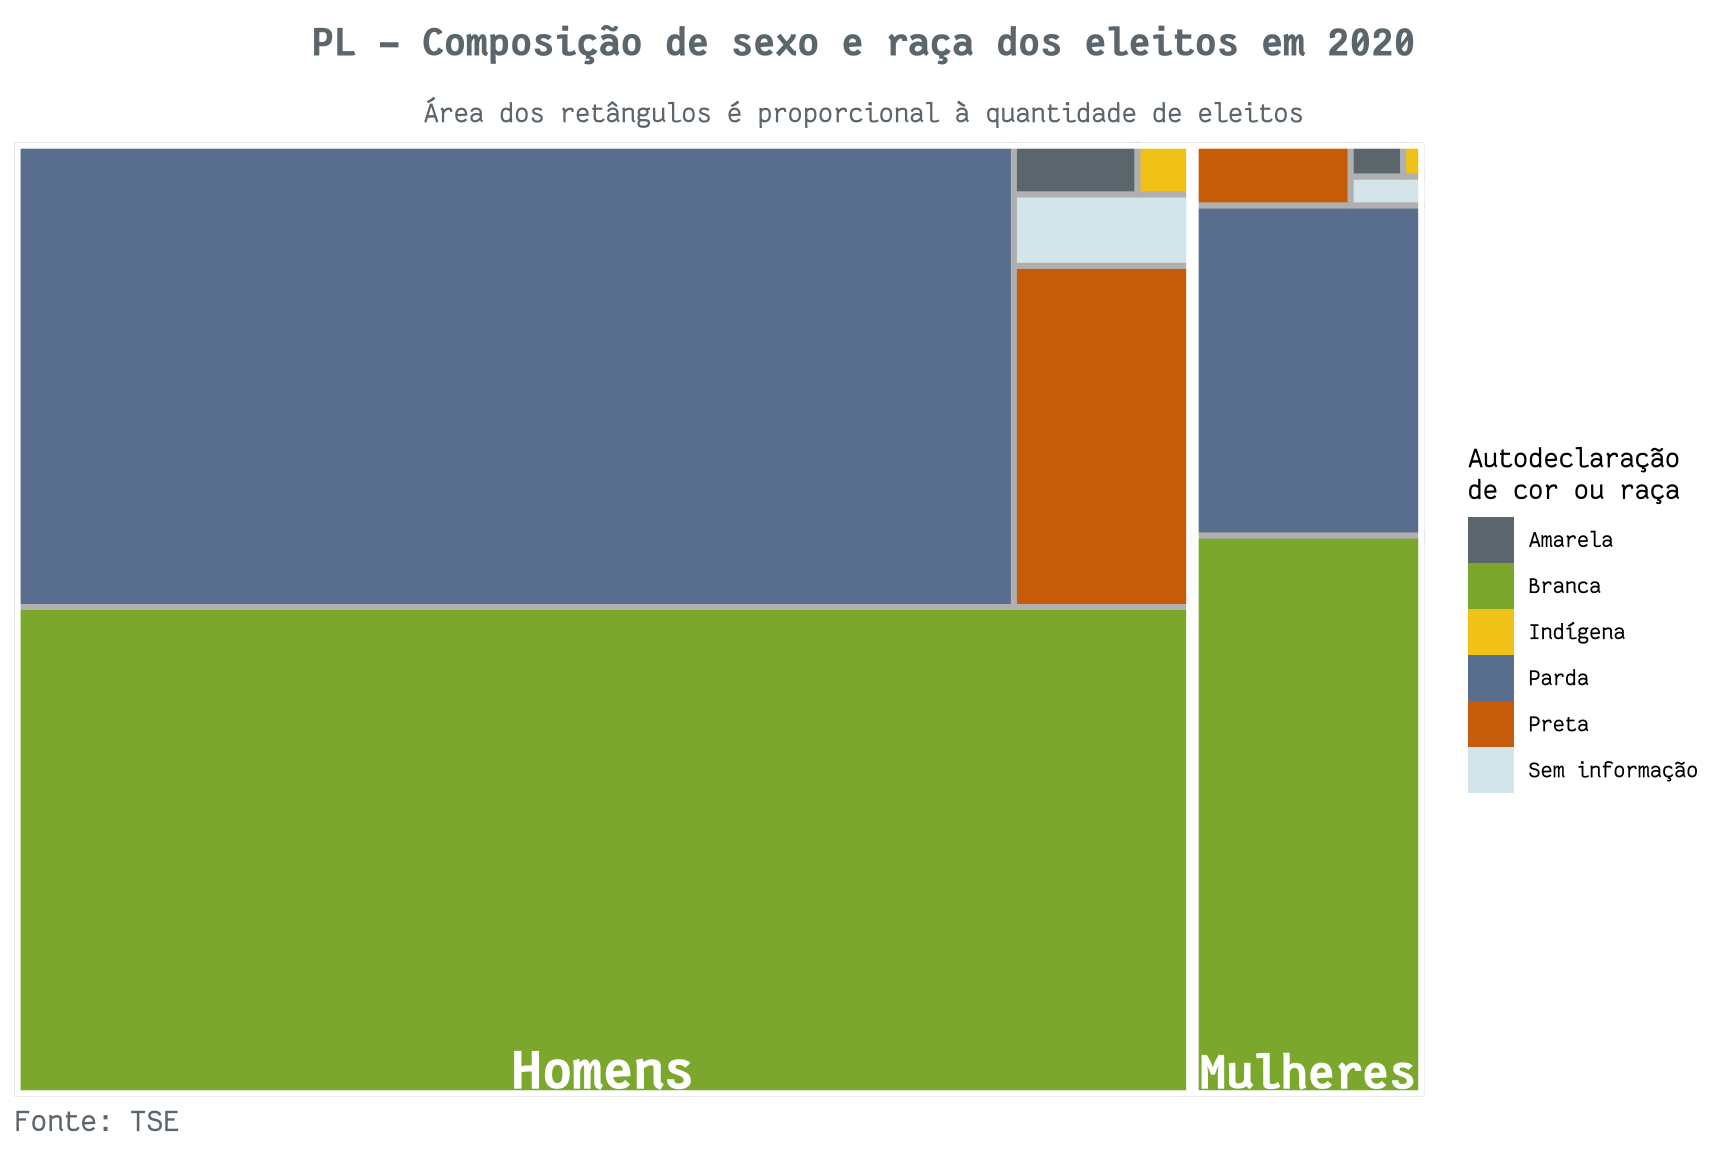 PL – Composição de sexo e raça dos eleitos em 2020
Área dos retângulos é proporcional à quantidade de eleitos
Autodeclaração
de cor ou raça
Amarela
Branca
Indígena
Parda
Preta
Sem informação
Homens
Mulheres
Fonte: TSE